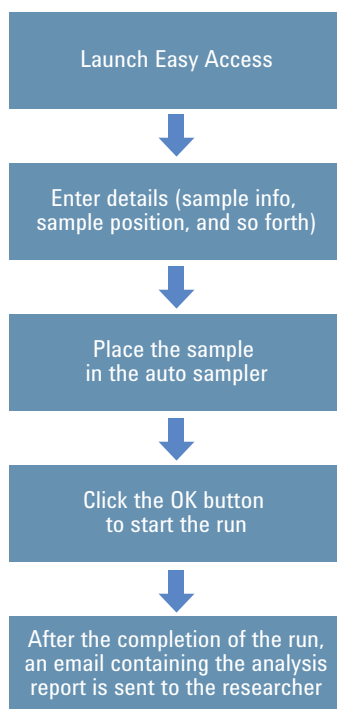 Launch Easy Access
Enter details (sample info,
sample position, and so forth)
Place the sample
in the auto sampler
Click the OK button
to start the run
After the completion of the run,
an email containing the analysis
report is sent to the researcher